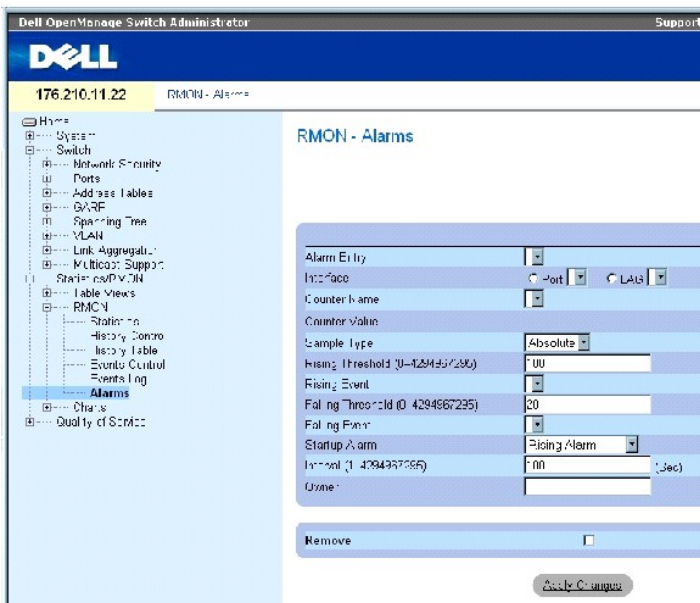 Dell OpenManage Switch Administrator Support
DELL
176.210.11.22 RMON - Alarms
Home
System
Switch
Network Security
Ports
Address Tables
GARP
Spanning Tree
VLAN
Link Aggregation
Multicast Support
Statistics/RMON
Table Views
RMON
Statistics
History Control
History Table
Events Control
Events Log
Alarms
Charts
Quality of Service
RMON - Alarms
Alarm Entry
Interface Port LAG
Counter Name
Counter Value
Sample Type Absolute
Rising Threshold (0-4294967295) 100
Rising Event
Falling Threshold (0-4294967295) 20
Falling Event
Startup Alarm Rising Alarm
Interval (1-4294967295) 100 (Sec)
Owner
Remove
Apply Changes